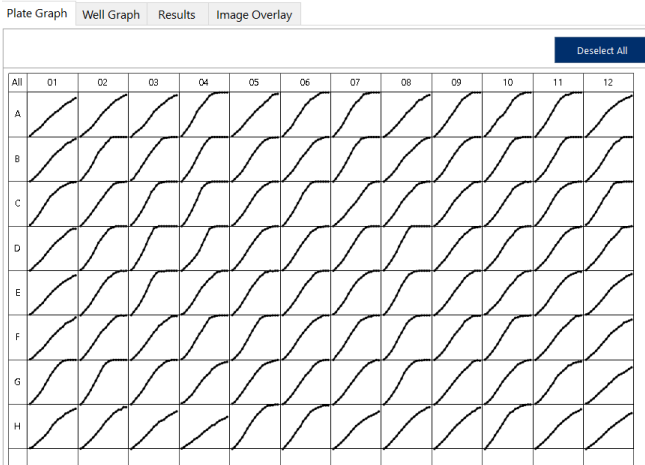 Plate Graph Well Graph Results Image Overlay
Deselect All
All 01 02 03 04 05 06 07 08 09 10 11 12
A
B
C
D
E
F
G
H